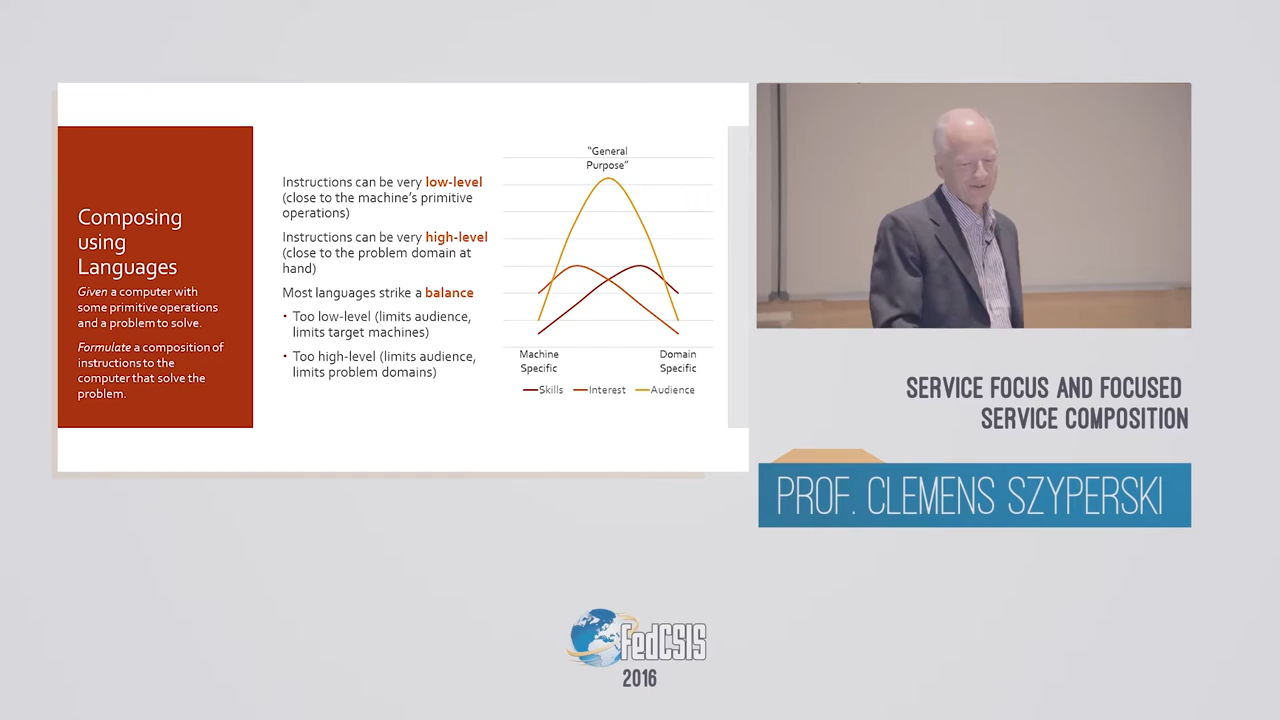 Composing
using
Languages
Given a computer with
some primitive operations
and a problem to solve.
Formulate a composition of
instructions to the
computer that solve the
problem.
Instructions can be very low-level
(close to the machine's primitive
operations)
Instructions can be very high-level
(close to the problem domain at
hand)
Most languages strike a balance
• Too low-level (limits audience,
limits target machines)
• Too high-level (limits audience,
limits problem domains)
"General
Purpose"
Machine
Specific
Domain
Specific
Skills Interest Audience
SERVICE FOCUS AND FOCUSED
SERVICE COMPOSITION
PROF. CLEMENS SZYPERSKI
FedCSIS
2016